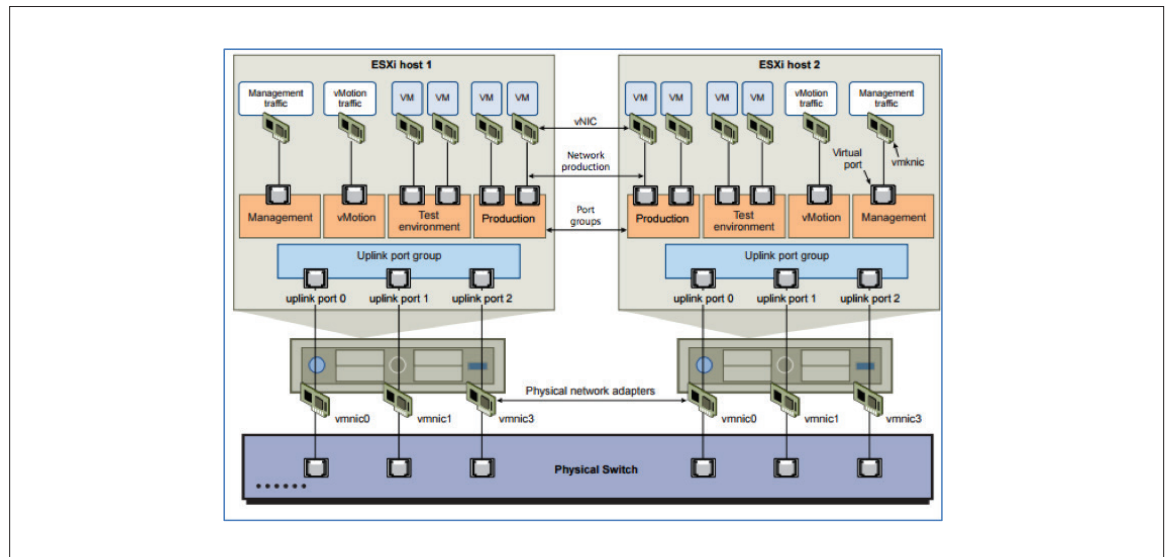 ESXi host 1
ESXi host 2
Management
traffic
vMotion
traffic
VM
VM
VM
VM
VM
VM
VM
VM
vMotion
traffic
Management
traffic
vNIC
Network
production
Virtual
port
vmknic
Port
groups
Management
vMotion
Test
environment
Production
Production
Test
environment
vMotion
Management
Uplink port group
Uplink port group
uplink port 0
uplink port 1
uplink port 2
uplink port 0
uplink port 1
uplink port 2
Physical network adapters
vmnic0
vmnic1
vmnic3
vmnic0
vmnic1
vmnic3
Physical Switch